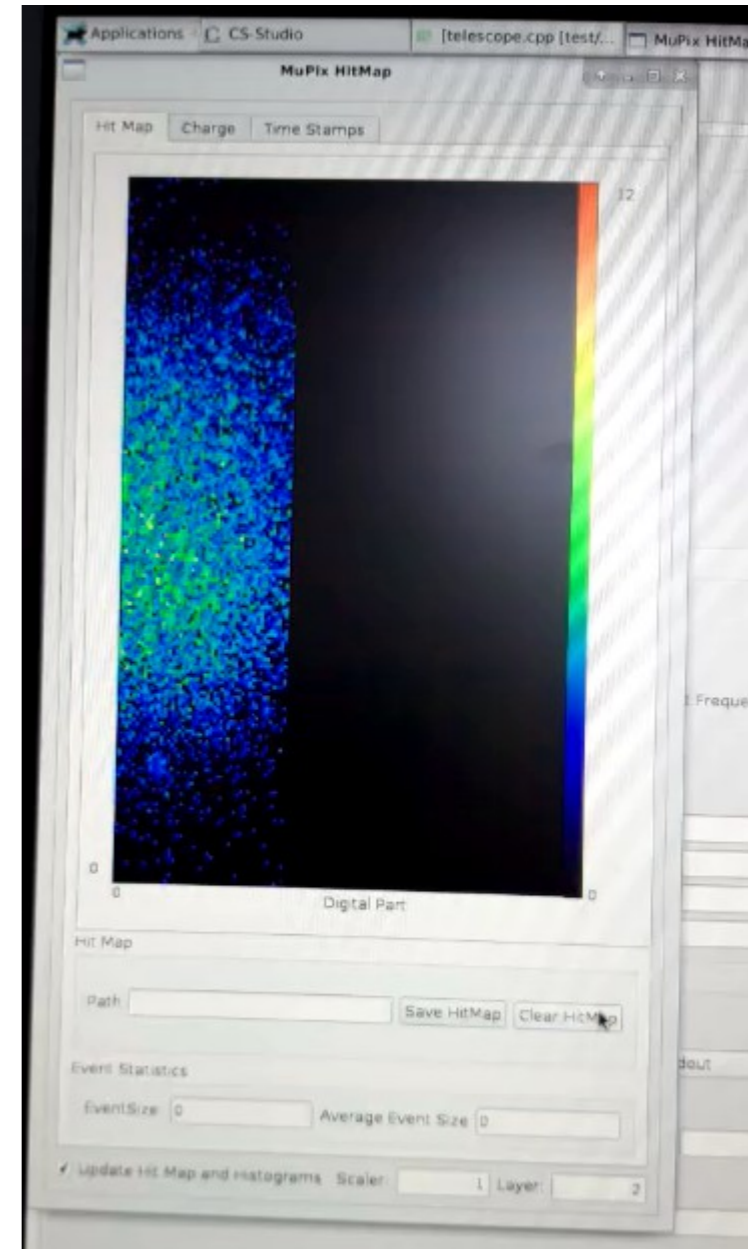 Applications CS-Studio [telescope.cpp [test/... MuPix HitMa
MuPix HitMap
Hit Map Charge Time Stamps
12
t Freque
0
0 Digital Part 0
Hit Map
Path Save HitMap Clear HitMap
dout
Event Statistics
EventSize 0 Average Event Size 0
Update Hit Map and Histograms Scaler: 1 Layer: 2